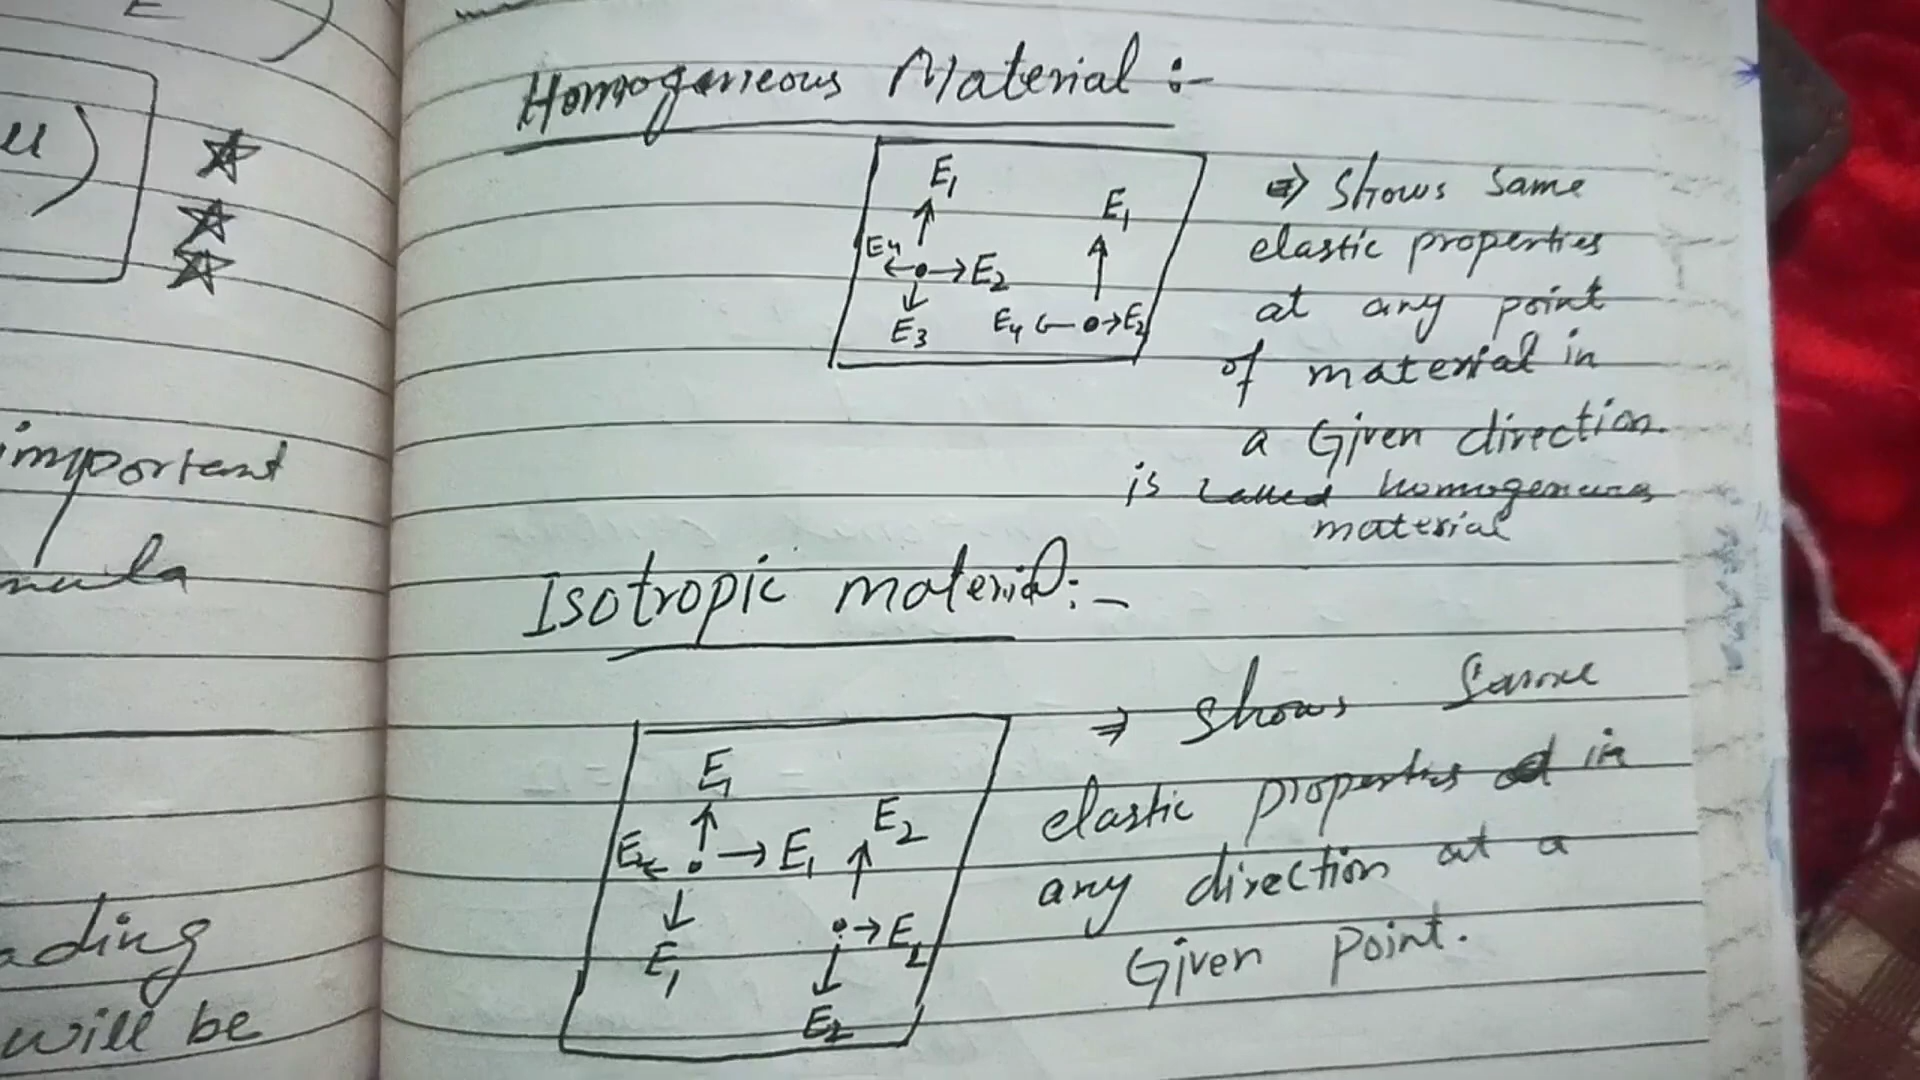 E )
u )
important
mula
ading
will be
Homogeneous Material :-
E1
E4 E2
E3
E1
E4 E2
⇒ Shows Same
elastic properties
at any point
of material in
a Given direction.
is called homogeneous
material
Isotropic material:-
E1
E1
E1
E2
E2
E2
⇒ Shows Same
elastic properties in
any direction at a
Given Point.